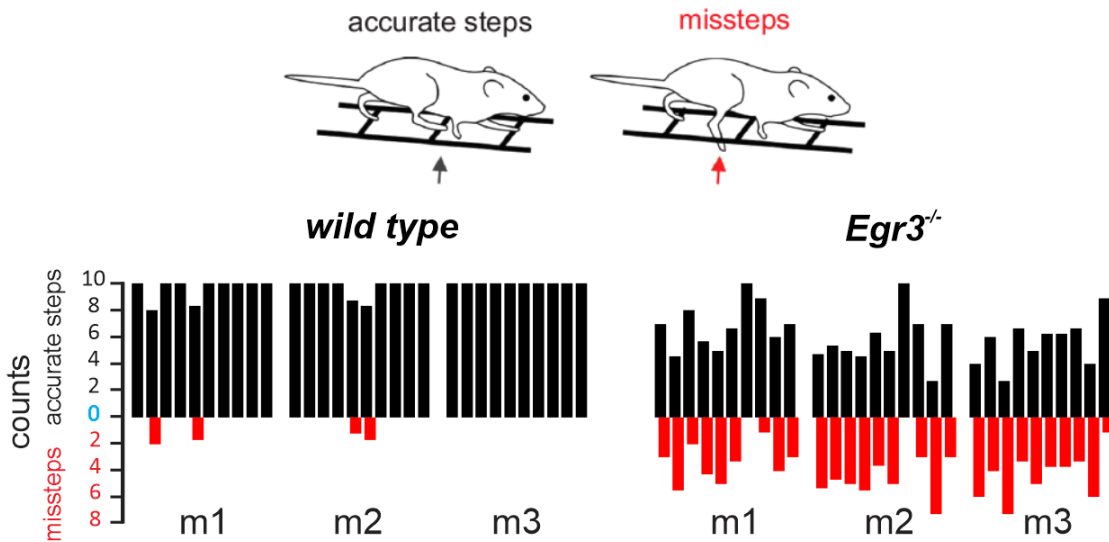 accurate steps
missteps
wild type
Egr3-/-
counts
accurate steps
missteps
10
8
6
4
2
0
2
4
6
8
m1
m2
m3
m1
m2
m3